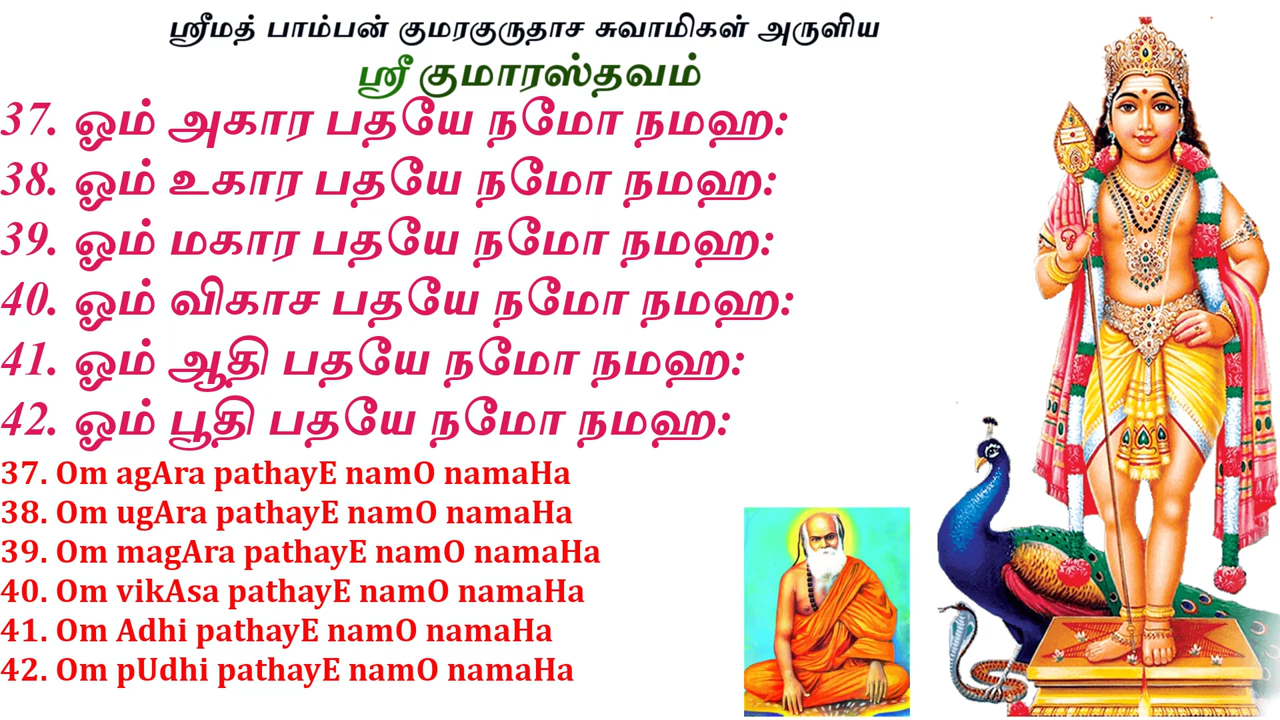 ஸ்ரீமத் பாம்பன் குமரகுருதாச சுவாமிகள் அருளிய
ஸ்ரீ குமாரஸ்தவம்
37. ஓம் அகார பதயே நமோ நமஹ:
38. ஓம் உகார பதயே நமோ நமஹ:
39. ஓம் மகார பதயே நமோ நமஹ:
40. ஓம் விகாச பதயே நமோ நமஹ:
41. ஓம் ஆதி பதயே நமோ நமஹ:
42. ஓம் பூதி பதயே நமோ நமஹ:
37. Om agAra pathayE namO namaHa
38. Om ugAra pathayE namO namaHa
39. Om magAra pathayE namO namaHa
40. Om vikAsa pathayE namO namaHa
41. Om Adhi pathayE namO namaHa
42. Om pUdhi pathayE namO namaHa